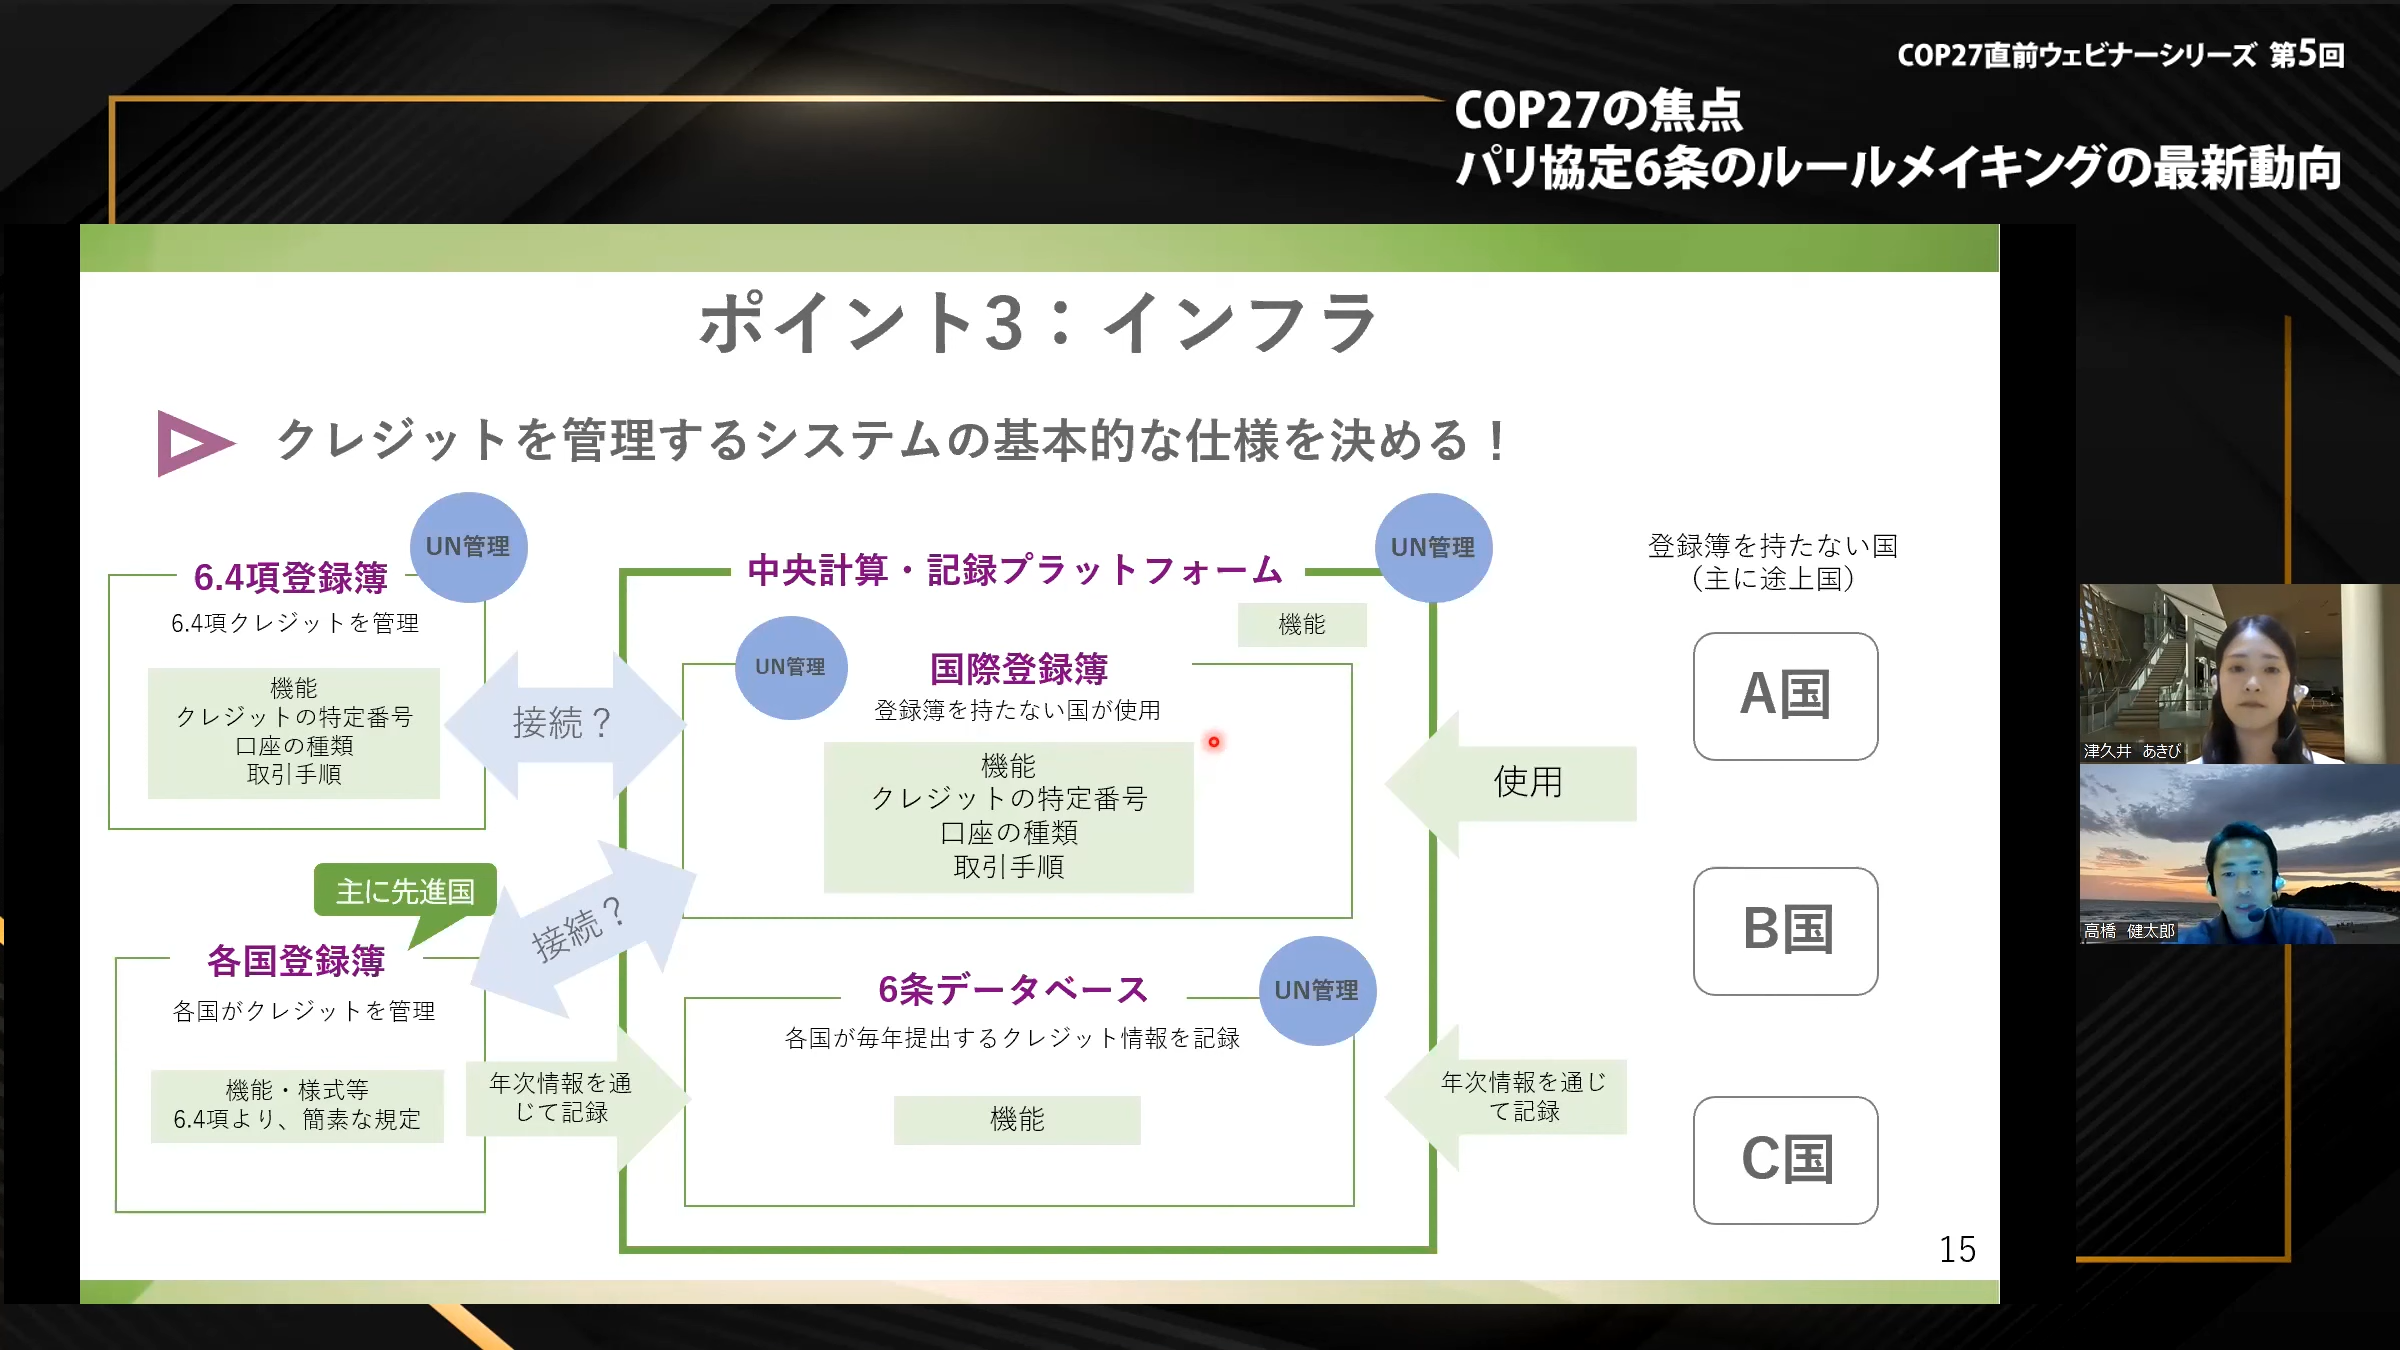 COP27直前ウェビナーシリーズ 第5回
COP27の焦点
パリ協定6条のルールメイキングの最新動向
ポイント3：インフラ
クレジットを管理するシステムの基本的な仕様を決める！
UN管理
6.4項登録簿
6.4項クレジットを管理
機能
クレジットの特定番号
口座の種類
取引手順
接続？
主に先進国
各国登録簿
各国がクレジットを管理
機能・様式等
6.4項より、簡素な規定
接続？
年次情報を通
じて記録
中央計算・記録プラットフォーム
UN管理
機能
UN管理
国際登録簿
登録簿を持たない国が使用
機能
クレジットの特定番号
口座の種類
取引手順
6条データベース
UN管理
各国が毎年提出するクレジット情報を記録
機能
使用
年次情報を通じ
て記録
登録簿を持たない国
（主に途上国）
A国
B国
C国
15
津久井 あきび
高橋 健太郎